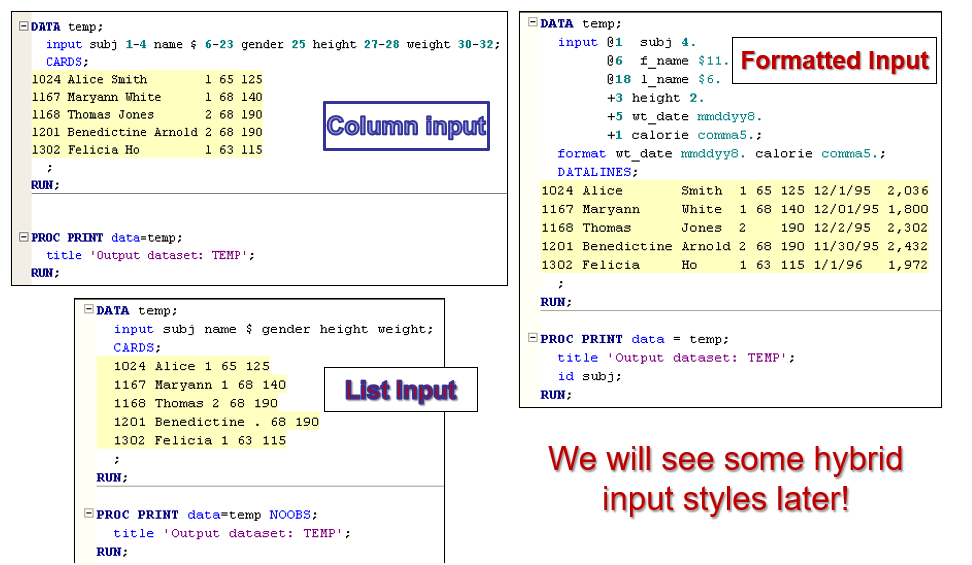 DATA temp;
  input subj 1-4 name $ 6-23 gender 25 height 27-28 weight 30-32;
  CARDS;
1024 Alice Smith        1 65 125
1167 Maryann White      1 68 140
1168 Thomas Jones       2 68 190
1201 Benedictine Arnold 2 68 190
1302 Felicia Ho         1 63 115
  ;
RUN;
PROC PRINT data=temp;
  title 'Output dataset: TEMP';
RUN;
Column input
DATA temp;
  input subj name $ gender height weight;
  CARDS;
  1024 Alice 1 65 125
  1167 Maryann 1 68 140
  1168 Thomas 2 68 190
  1201 Benedictine . 68 190
  1302 Felicia 1 63 115
  ;
RUN;
PROC PRINT data=temp NOOBS;
  title 'Output dataset: TEMP';
RUN;
List Input
DATA temp;
  input @1  subj 4.
        @6  f_name $11.
        @18 l_name $6.
        +3 height 2.
        +5 wt_date mmddyy8.
        +1 calorie comma5.;
  format wt_date mmddyy8. calorie comma5.;
  DATALINES;
1024 Alice       Smith  1 65 125 12/1/95  2,036
1167 Maryann     White  1 68 140 12/01/95 1,800
1168 Thomas      Jones  2    190 12/2/95  2,302
1201 Benedictine Arnold 2 68 190 11/30/95 2,432
1302 Felicia     Ho     1 63 115 1/1/96   1,972
  ;
RUN;
PROC PRINT data = temp;
  title 'Output dataset: TEMP';
  id subj;
RUN;
Formatted Input
We will see some hybrid
input styles later!